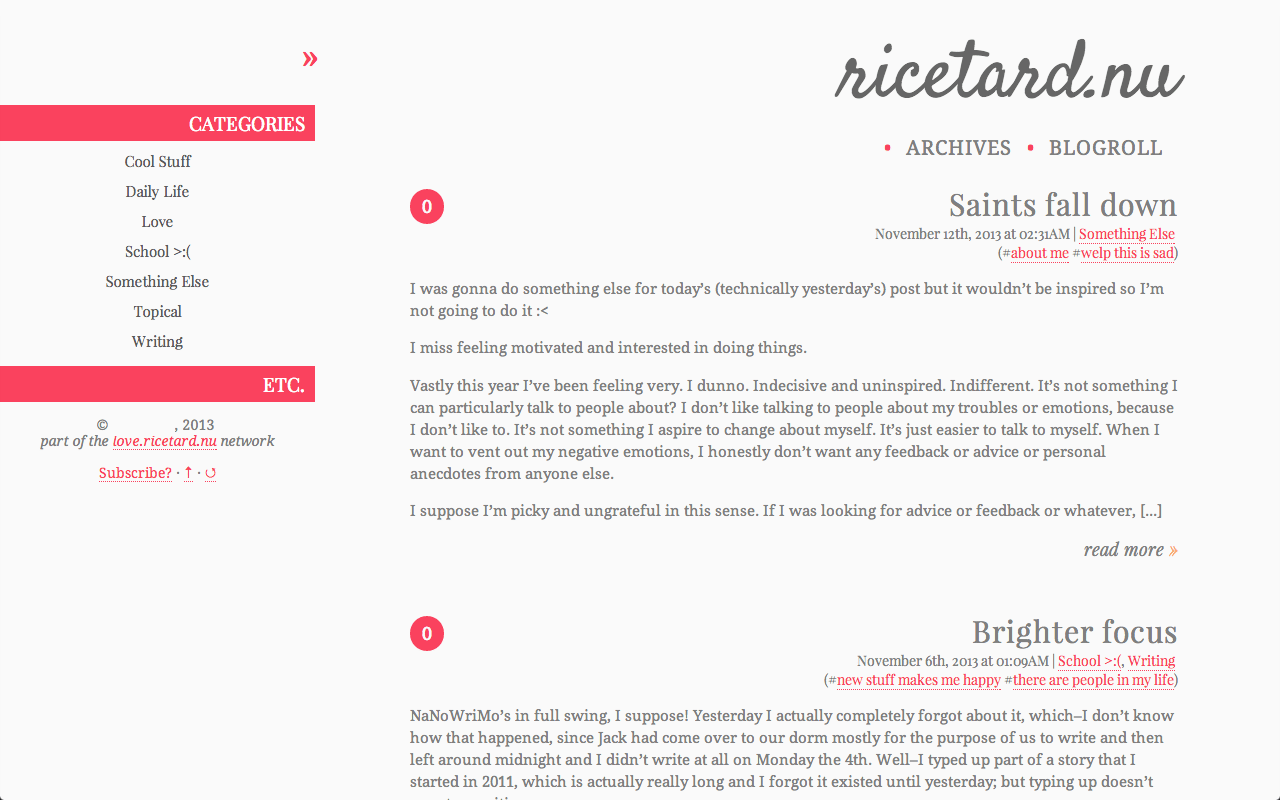 »
CATEGORIES
Cool Stuff
Daily Life
Love
School >:(
Something Else
Topical
Writing
ETC.
© , 2013
part of the love.ricetard.nu network
Subscribe? · ↑ · ↺
ricetard.nu
• ARCHIVES • BLOGROLL
0
Saints fall down
November 12th, 2013 at 02:31AM | Something Else
(#about me #welp this is sad)
I was gonna do something else for today’s (technically yesterday’s) post but it wouldn’t be inspired so I’m
not going to do it :<
I miss feeling motivated and interested in doing things.
Vastly this year I’ve been feeling very. I dunno. Indecisive and uninspired. Indifferent. It’s not something I
can particularly talk to people about? I don’t like talking to people about my troubles or emotions, because
I don’t like to. It’s not something I aspire to change about myself. It’s just easier to talk to myself. When I
want to vent out my negative emotions, I honestly don’t want any feedback or advice or personal
anecdotes from anyone else.
I suppose I’m picky and ungrateful in this sense. If I was looking for advice or feedback or whatever, [...]
read more »
0
Brighter focus
November 6th, 2013 at 01:09AM | School >:(, Writing
(#new stuff makes me happy #there are people in my life)
NaNoWriMo’s in full swing, I suppose! Yesterday I actually completely forgot about it, which–I don’t know
how that happened, since Jack had come over to our dorm mostly for the purpose of us to write and then
left around midnight and I didn’t write at all on Monday the 4th. Well–I typed up part of a story that I
started in 2011, which is actually really long and I forgot it existed until yesterday; but typing up doesn’t